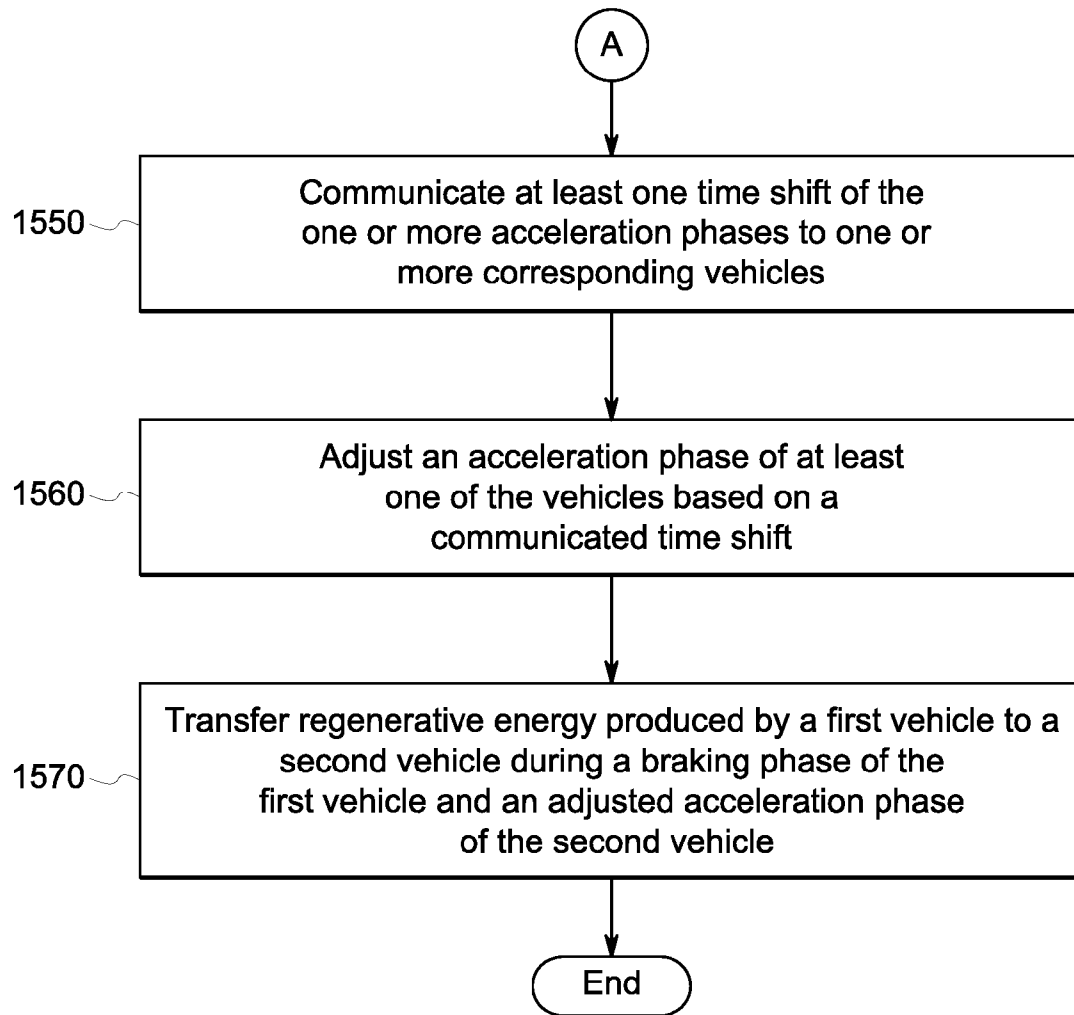 A
1550
Communicate at least one time shift of the
one or more acceleration phases to one or
more corresponding vehicles
1560
Adjust an acceleration phase of at least
one of the vehicles based on a
communicated time shift
1570
Transfer regenerative energy produced by a first vehicle to a
second vehicle during a braking phase of the
first vehicle and an adjusted acceleration phase
of the second vehicle
End